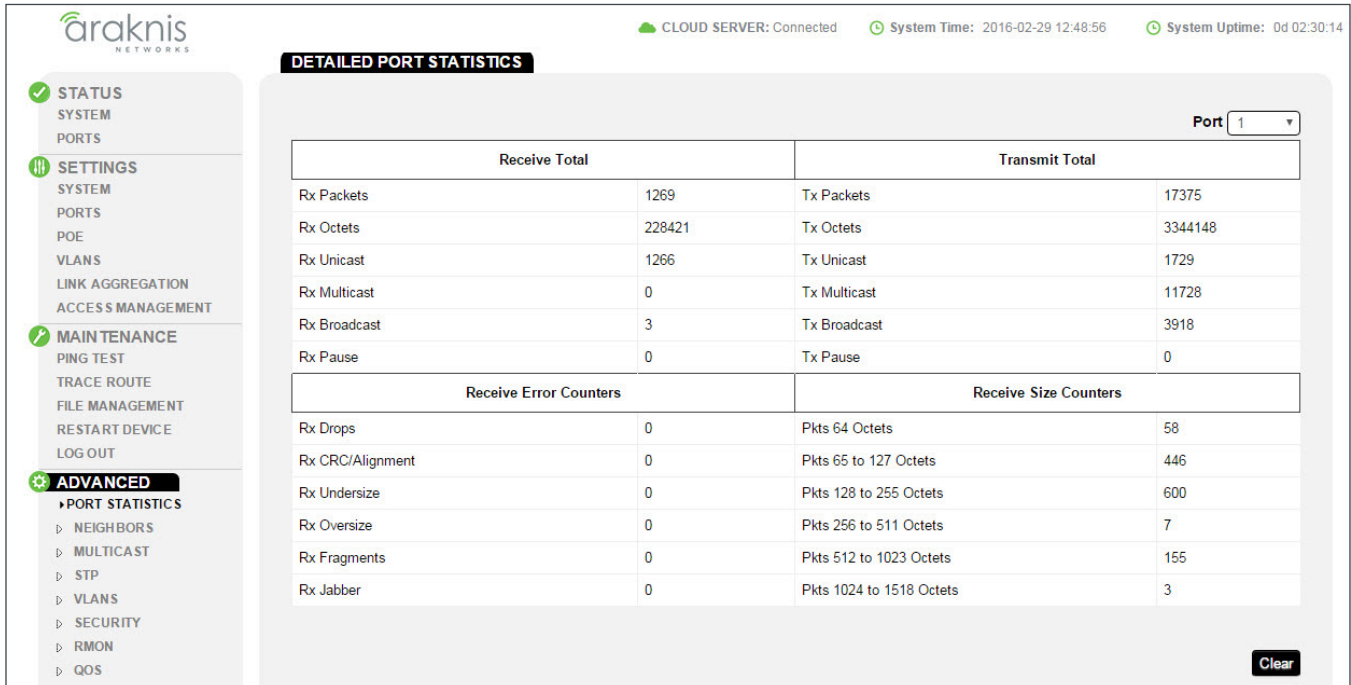 araknis
NETWORKS
CLOUD SERVER: Connected
System Time: 2016-02-29 12:48:56
System Uptime: 0d 02:30:14
DETAILED PORT STATISTICS
STATUS
SYSTEM
PORTS
SETTINGS
SYSTEM
PORTS
POE
VLANS
LINK AGGREGATION
ACCESS MANAGEMENT
MAINTENANCE
PING TEST
TRACE ROUTE
FILE MANAGEMENT
RESTART DEVICE
LOG OUT
ADVANCED
PORT STATISTICS
NEIGHBORS
MULTICAST
STP
VLANS
SECURITY
RMON
QOS
Port 1
Receive Total Transmit Total
Rx Packets 1269 Tx Packets 17375
Rx Octets 228421 Tx Octets 3344148
Rx Unicast 1266 Tx Unicast 1729
Rx Multicast 0 Tx Multicast 11728
Rx Broadcast 3 Tx Broadcast 3918
Rx Pause 0 Tx Pause 0
Receive Error Counters Receive Size Counters
Rx Drops 0 Pkts 64 Octets 58
Rx CRC/Alignment 0 Pkts 65 to 127 Octets 446
Rx Undersize 0 Pkts 128 to 255 Octets 600
Rx Oversize 0 Pkts 256 to 511 Octets 7
Rx Fragments 0 Pkts 512 to 1023 Octets 155
Rx Jabber 0 Pkts 1024 to 1518 Octets 3
Clear